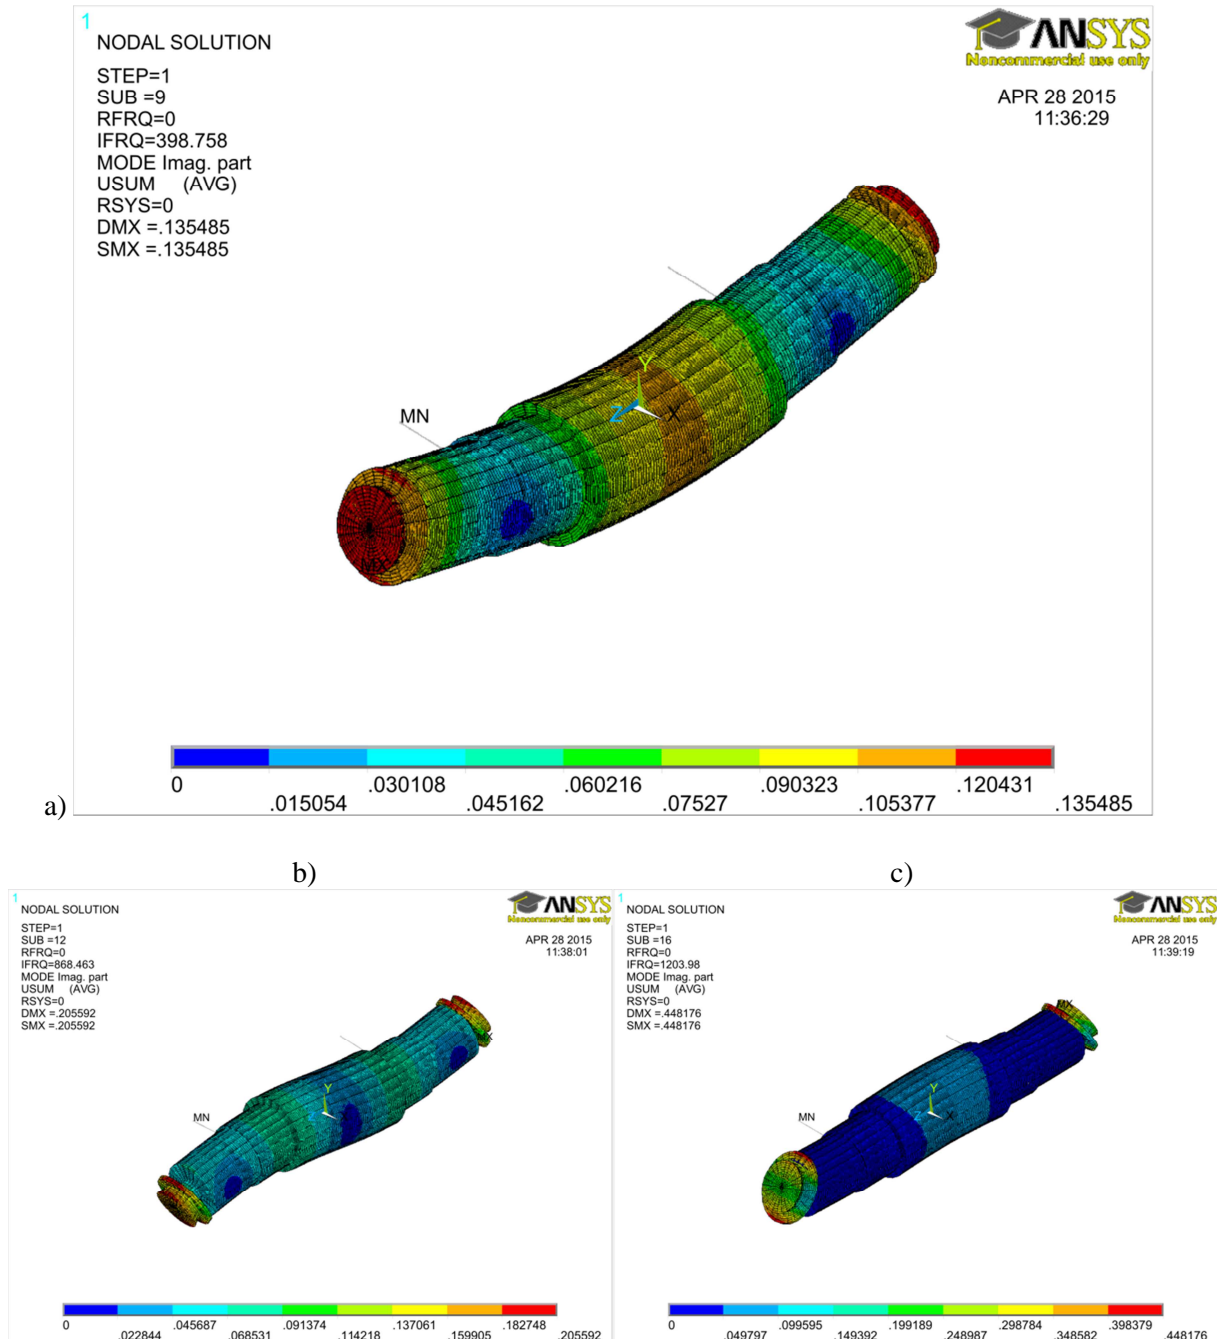 1
NODAL SOLUTION
STEP=1
SUB =9
RFRQ=0
IFRQ=398.758
MODE Imag. part
USUM (AVG)
RSYS=0
DMX =.135485
SMX =.135485
ANSYS
Noncommercial use only
APR 28 2015
11:36:29
Y
Z
X
MN
MX
0
.015054
.030108
.045162
.060216
.07527
.090323
.105377
.120431
.135485
a)
b)
c)
1
NODAL SOLUTION
STEP=1
SUB =12
RFRQ=0
IFRQ=868.463
MODE Imag. part
USUM (AVG)
RSYS=0
DMX =.205592
SMX =.205592
ANSYS
Noncommercial use only
APR 28 2015
11:38:01
MN
Y
Z
X
0
.022844
.045687
.068531
.091374
.114218
.137061
.159905
.182748
.205592
1
NODAL SOLUTION
STEP=1
SUB =16
RFRQ=0
IFRQ=1203.98
MODE Imag. part
USUM (AVG)
RSYS=0
DMX =.448176
SMX =.448176
ANSYS
Noncommercial use only
APR 28 2015
11:39:19
MX
MN
Y
Z
X
0
.049797
.099595
.149392
.199189
.248987
.298784
.348582
.398379
.448176